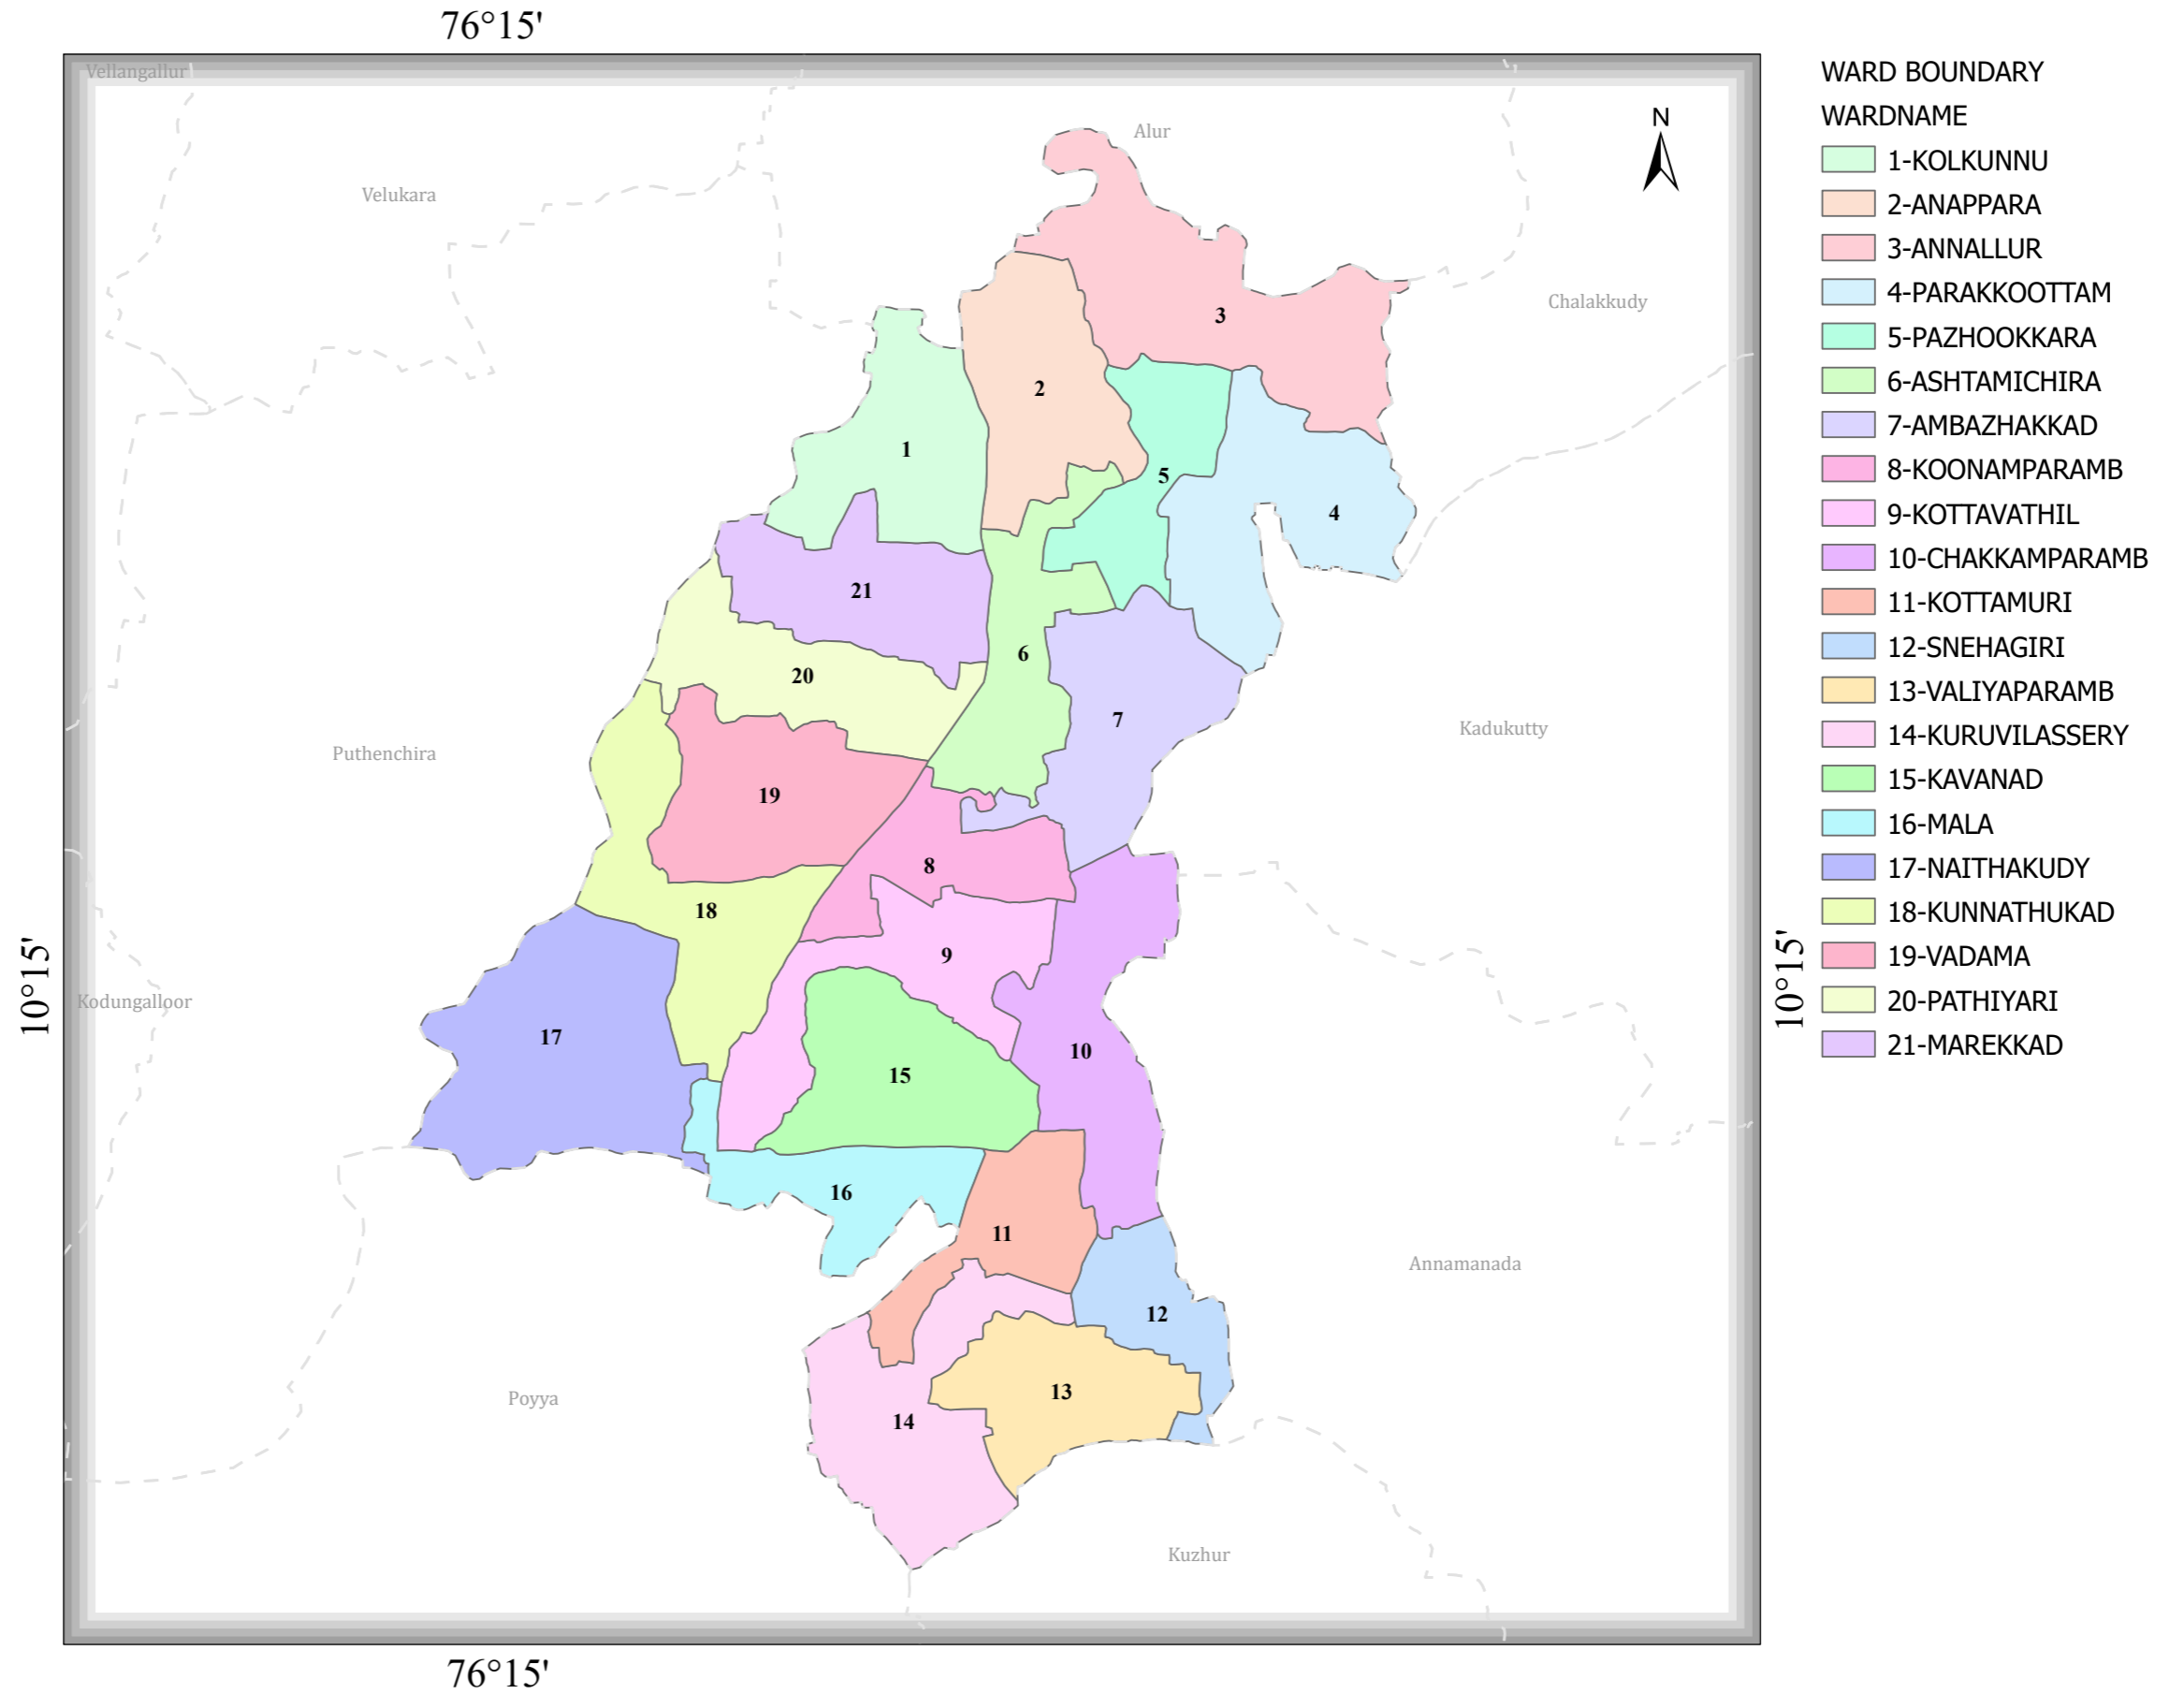 76°15'
Vellangallur
Alur
N
Velukara
Chalakkudy
3
2
1
5
4
21
6
20
Kadukutty
7
Puthenchira
19
8
18
9
10°15'
10°15'
Kodungalloor
17
10
15
16
11
Annamanada
12
13
Poyya
14
Kuzhur
76°15'
WARD BOUNDARY
WARDNAME
1-KOLKUNNU
2-ANAPPARA
3-ANNALLUR
4-PARAKKOOTTAM
5-PAZHOOKKARA
6-ASHTAMICHIRA
7-AMBAZHAKKAD
8-KOONAMPARAMB
9-KOTTAVATHIL
10-CHAKKAMPARAMB
11-KOTTAMURI
12-SNEHAGIRI
13-VALIYAPARAMB
14-KURUVILASSERY
15-KAVANAD
16-MALA
17-NAITHAKUDY
18-KUNNATHUKAD
19-VADAMA
20-PATHIYARI
21-MAREKKAD